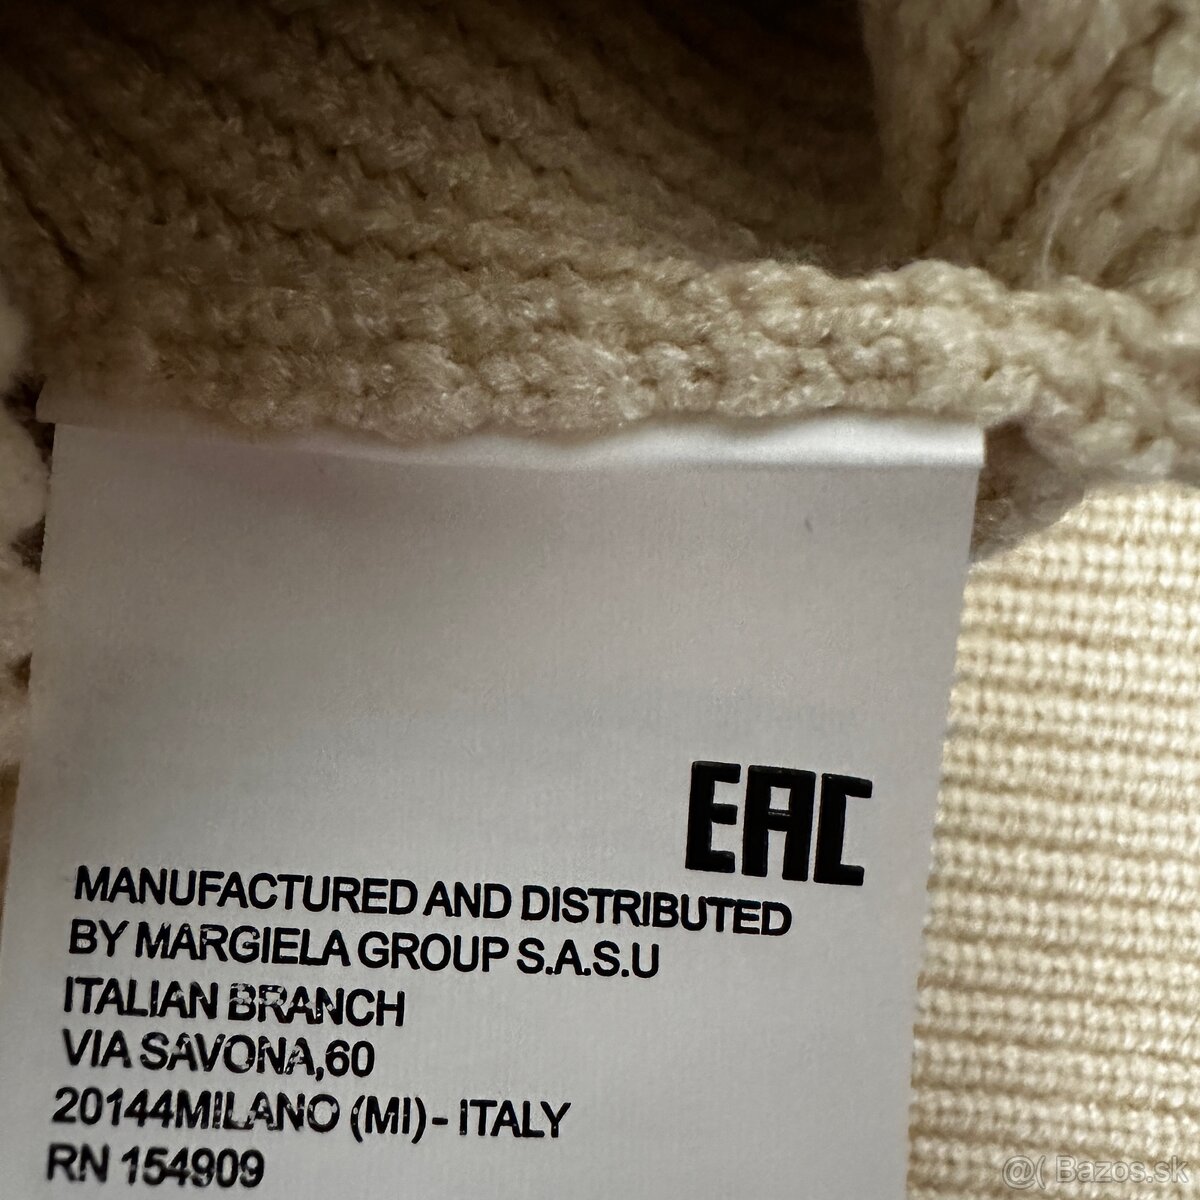 EAC
MANUFACTURED AND DISTRIBUTED
BY MARGIELA GROUP S.A.S.U
ITALIAN BRANCH
VIA SAVONA,60
20144MILANO (MI) - ITALY
RN 154909
@( Bazos.sk